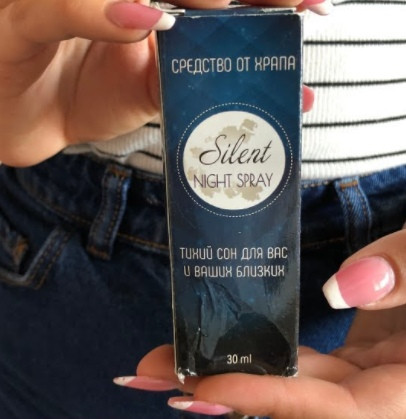 СРЕДСТВО ОТ ХРАПА
Silent
NIGHT SPRAY
ТИХИЙ СОН ДЛЯ ВАС
И ВАШИХ БЛИЗКИХ
30 ml